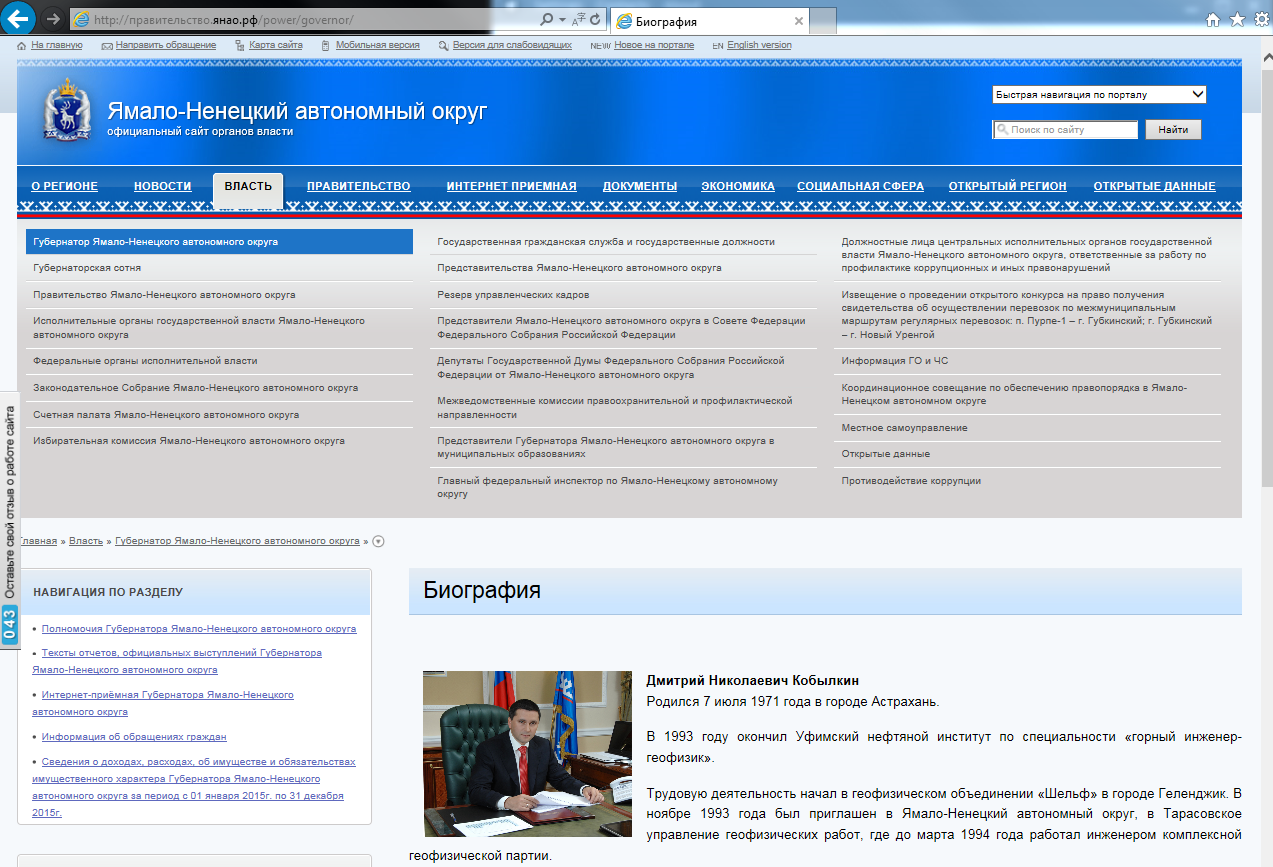 http://правительство.янао.рф/power/governor/
Биография
На главную
Направить обращение
Карта сайта
Мобильная версия
Версия для слабовидящих
NEW Новое на портале
EN English version
Ямало-Ненецкий автономный округ
официальный сайт органов власти
Быстрая навигация по порталу
Поиск по сайту
Найти
О РЕГИОНЕ
НОВОСТИ
ВЛАСТЬ
ПРАВИТЕЛЬСТВО
ИНТЕРНЕТ ПРИЕМНАЯ
ДОКУМЕНТЫ
ЭКОНОМИКА
СОЦИАЛЬНАЯ СФЕРА
ОТКРЫТЫЙ РЕГИОН
ОТКРЫТЫЕ ДАННЫЕ
Губернатор Ямало-Ненецкого автономного округа
Губернаторская сотня
Правительство Ямало-Ненецкого автономного округа
Исполнительные органы государственной власти Ямало-Ненецкого
автономного округа
Федеральные органы исполнительной власти
Законодательное Собрание Ямало-Ненецкого автономного округа
Счетная палата Ямало-Ненецкого автономного округа
Избирательная комиссия Ямало-Ненецкого автономного округа
Государственная гражданская служба и государственные должности
Представительства Ямало-Ненецкого автономного округа
Резерв управленческих кадров
Представители Ямало-Ненецкого автономного округа в Совете Федерации
Федерального Собрания Российской Федерации
Депутаты Государственной Думы Федерального Собрания Российской
Федерации от Ямало-Ненецкого автономного округа
Межведомственные комиссии правоохранительной и профилактической
направленности
Представители Губернатора Ямало-Ненецкого автономного округа в
муниципальных образованиях
Главный федеральный инспектор по Ямало-Ненецкому автономному
округу
Должностные лица центральных исполнительных органов государственной
власти Ямало-Ненецкого автономного округа, ответственные за работу по
профилактике коррупционных и иных правонарушений
Извещение о проведении открытого конкурса на право получения
свидетельства об осуществлении перевозок по межмуниципальным
маршрутам регулярных перевозок: п. Пурпе-1 – г. Губкинский; г. Губкинский
– г. Новый Уренгой
Информация ГО и ЧС
Координационное совещание по обеспечению правопорядка в Ямало-
Ненецком автономном округе
Местное самоуправление
Открытые данные
Противодействие коррупции
Оставьте свой отзыв о работе сайта
043
Главная » Власть » Губернатор Ямало-Ненецкого автономного округа »
НАВИГАЦИЯ ПО РАЗДЕЛУ
• Полномочия Губернатора Ямало-Ненецкого автономного округа
• Тексты отчетов, официальных выступлений Губернатора
Ямало-Ненецкого автономного округа
• Интернет-приёмная Губернатора Ямало-Ненецкого
автономного округа
• Информация об обращениях граждан
• Сведения о доходах, расходах, об имуществе и обязательствах
имущественного характера Губернатора Ямало-Ненецкого
автономного округа за период с 01 января 2015г. по 31 декабря
2015г.
Биография
Дмитрий Николаевич Кобылкин
Родился 7 июля 1971 года в городе Астрахань.
В 1993 году окончил Уфимский нефтяной институт по специальности «горный инженер-
геофизик».
Трудовую деятельность начал в геофизическом объединении «Шельф» в городе Геленджик. В
ноябре 1993 года был приглашен в Ямало-Ненецкий автономный округ, в Тарасовское
управление геофизических работ, где до марта 1994 года работал инженером комплексной
геофизической партии.